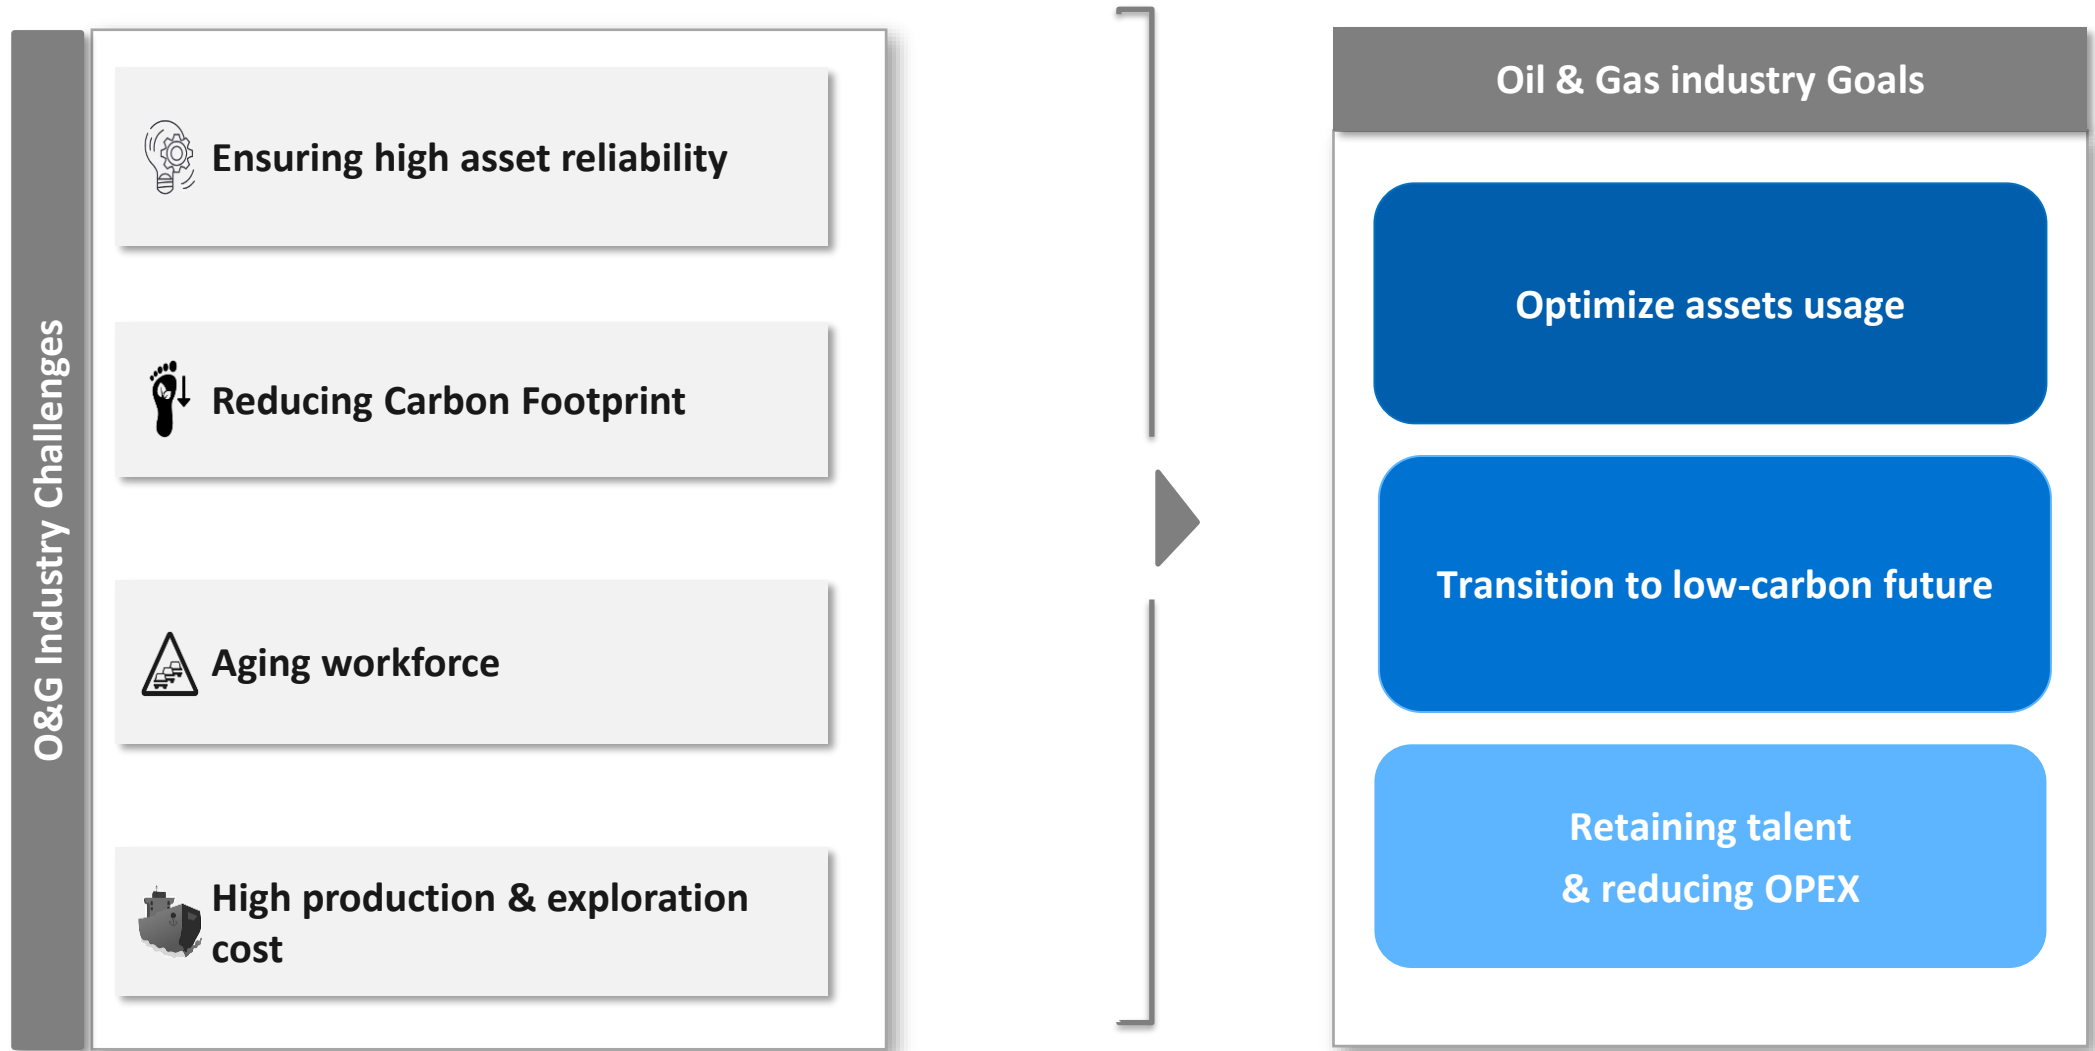 O&G Industry Challenges
Ensuring high asset reliability
Reducing Carbon Footprint
Aging workforce
High production & exploration
cost
Oil & Gas industry Goals
Optimize assets usage
Transition to low-carbon future
Retaining talent
& reducing OPEX